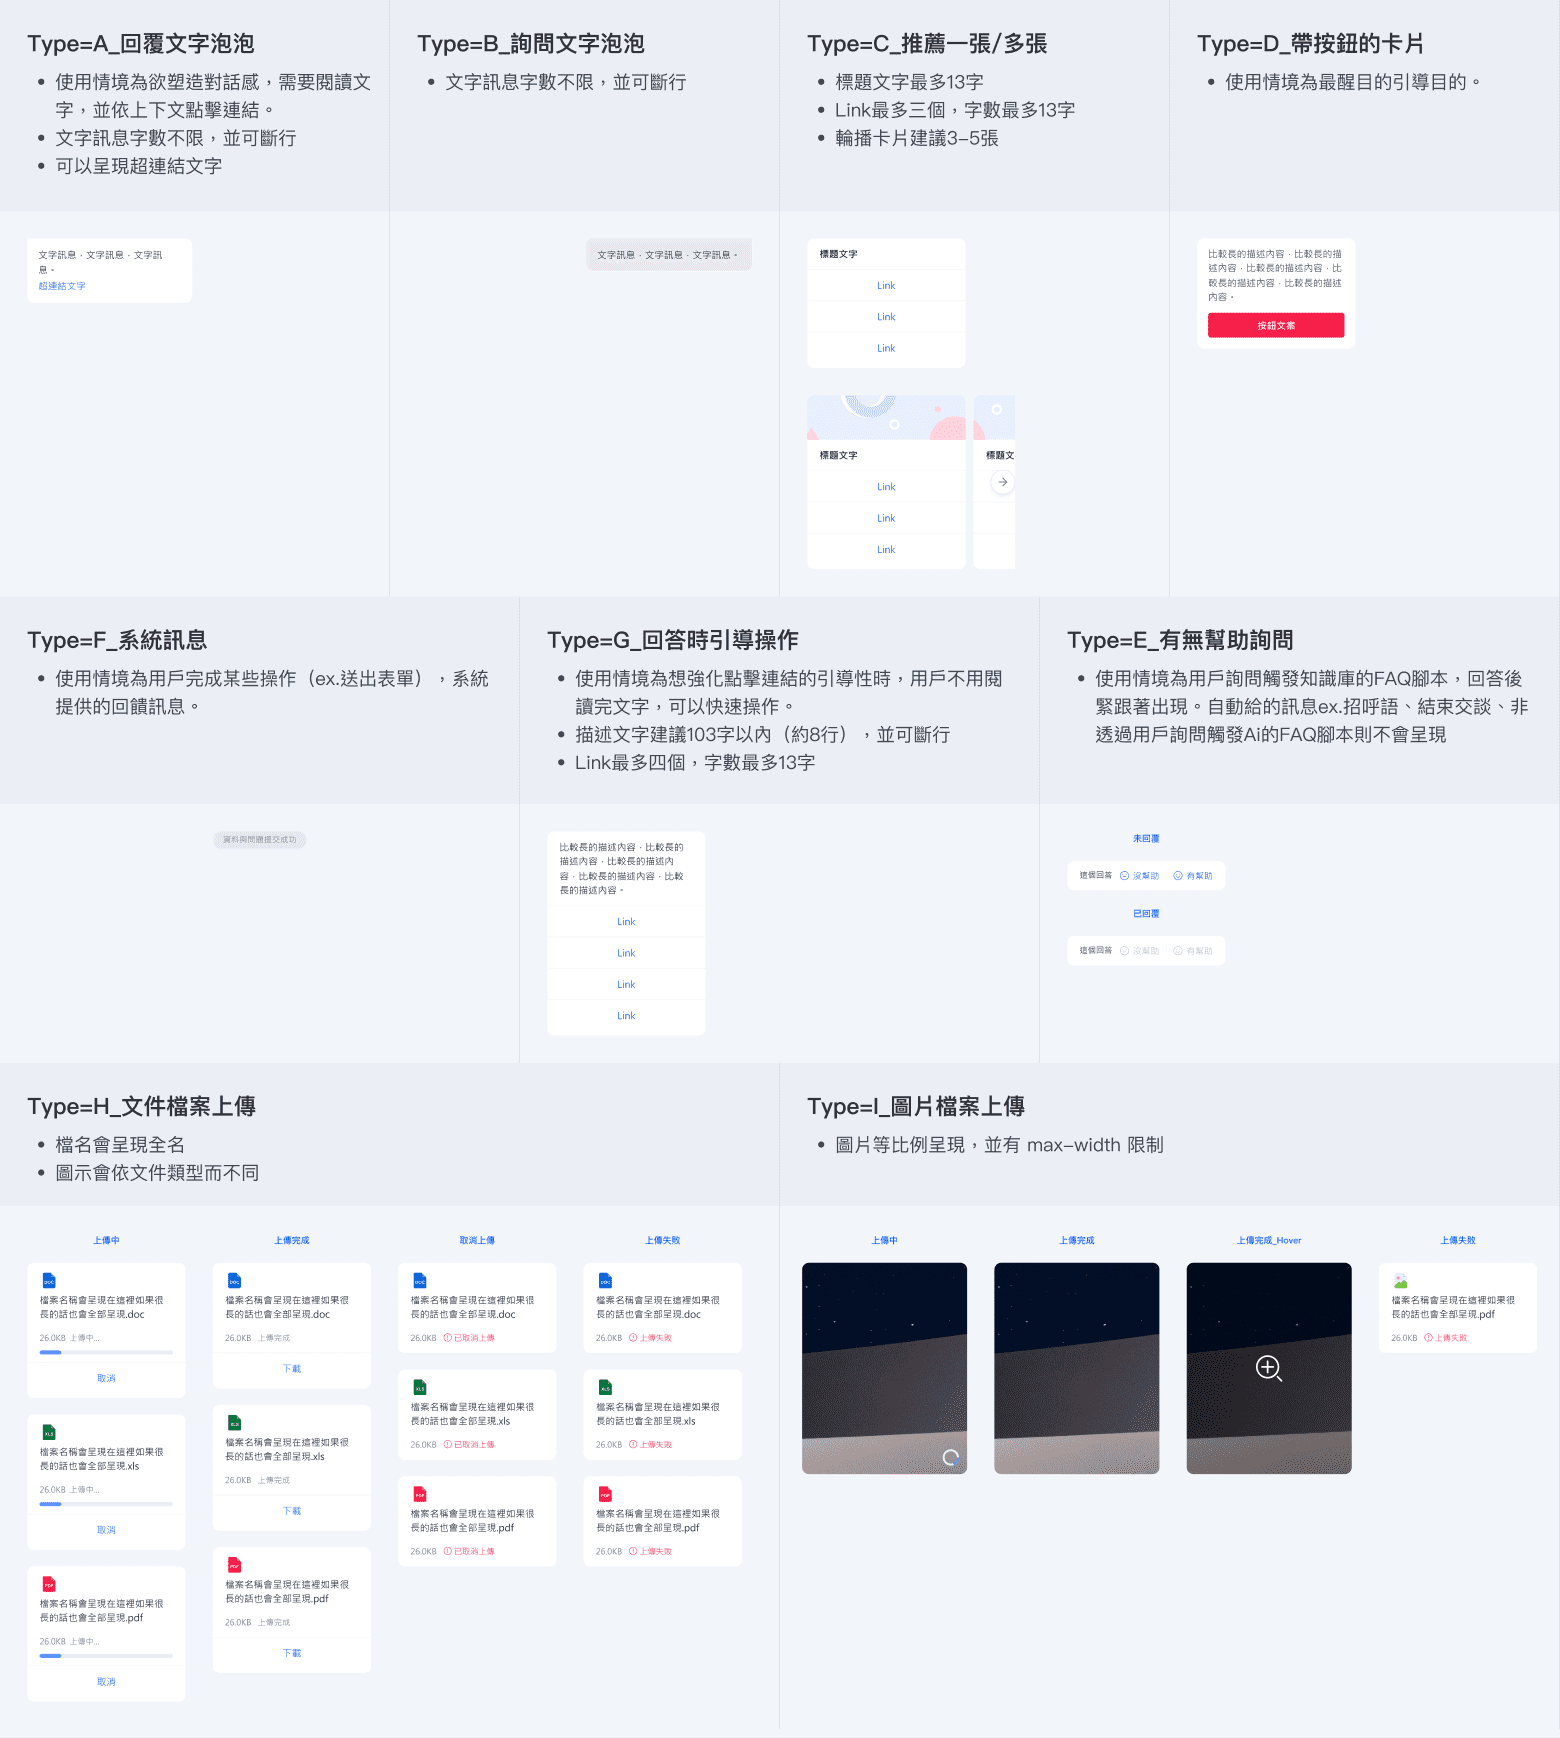 Type=A_回覆文字泡泡
• 使用情境為欲塑造對話感，需要閱讀文
字，並依上下文點擊連結。
• 文字訊息字數不限，並可斷行
• 可以呈現超連結文字
文字訊息，文字訊息，文字訊
息。
超連結文字
Type=B_詢問文字泡泡
• 文字訊息字數不限，並可斷行
文字訊息，文字訊息，文字訊息。
Type=C_推薦一張/多張
• 標題文字最多13字
• Link最多三個，字數最多13字
• 輪播卡片建議3-5張
標題文字
Link
Link
Link
標題文字
Link
Link
Link
標題文
Type=D_帶按鈕的卡片
• 使用情境為最醒目的引導目的。
比較長的描述內容，比較長的描
述內容，比較長的描述內容，比
較長的描述內容，比較長的描述
內容。
按鈕文案
Type=F_系統訊息
• 使用情境為用戶完成某些操作（ex.送出表單），系統
提供的回饋訊息。
資料與問題提交成功
Type=G_回答時引導操作
• 使用情境為想強化點擊連結的引導性時，用戶不用閱
讀完文字，可以快速操作。
• 描述文字建議103字以內（約8行），並可斷行
• Link最多四個，字數最多13字
比較長的描述內容，比較長的
描述內容，比較長的描述內
容，比較長的描述內容，比較
長的描述內容。
Link
Link
Link
Link
Type=E_有無幫助詢問
• 使用情境為用戶詢問觸發知識庫的FAQ腳本，回答後
緊跟著出現。自動給的訊息ex.招呼語、結束交談、非
透過用戶詢問觸發Ai的FAQ腳本則不會呈現
未回覆
這個回答 沒幫助 有幫助
已回覆
這個回答 沒幫助 有幫助
Type=H_文件檔案上傳
• 檔名會呈現全名
• 圖示會依文件類型而不同
上傳中
DOC
檔案名稱會呈現在這裡如果很
長的話也會全部呈現.doc
26.0KB 上傳中...
取消
XLS
檔案名稱會呈現在這裡如果很
長的話也會全部呈現.xls
26.0KB 上傳中...
取消
PDF
檔案名稱會呈現在這裡如果很
長的話也會全部呈現.pdf
26.0KB 上傳中...
取消
上傳完成
DOC
檔案名稱會呈現在這裡如果很
長的話也會全部呈現.doc
26.0KB 上傳完成
下載
XLS
檔案名稱會呈現在這裡如果很
長的話也會全部呈現.xls
26.0KB 上傳完成
下載
PDF
檔案名稱會呈現在這裡如果很
長的話也會全部呈現.pdf
26.0KB 上傳完成
下載
取消上傳
DOC
檔案名稱會呈現在這裡如果很
長的話也會全部呈現.doc
26.0KB 已取消上傳
XLS
檔案名稱會呈現在這裡如果很
長的話也會全部呈現.xls
26.0KB 已取消上傳
PDF
檔案名稱會呈現在這裡如果很
長的話也會全部呈現.pdf
26.0KB 已取消上傳
上傳失敗
DOC
檔案名稱會呈現在這裡如果很
長的話也會全部呈現.doc
26.0KB 上傳失敗
XLS
檔案名稱會呈現在這裡如果很
長的話也會全部呈現.xls
26.0KB 上傳失敗
PDF
檔案名稱會呈現在這裡如果很
長的話也會全部呈現.pdf
26.0KB 上傳失敗
Type=I_圖片檔案上傳
• 圖片等比例呈現，並有 max-width 限制
上傳中
上傳完成
上傳完成_Hover
上傳失敗
檔案名稱會呈現在這裡如果很
長的話也會全部呈現.pdf
26.0KB 上傳失敗